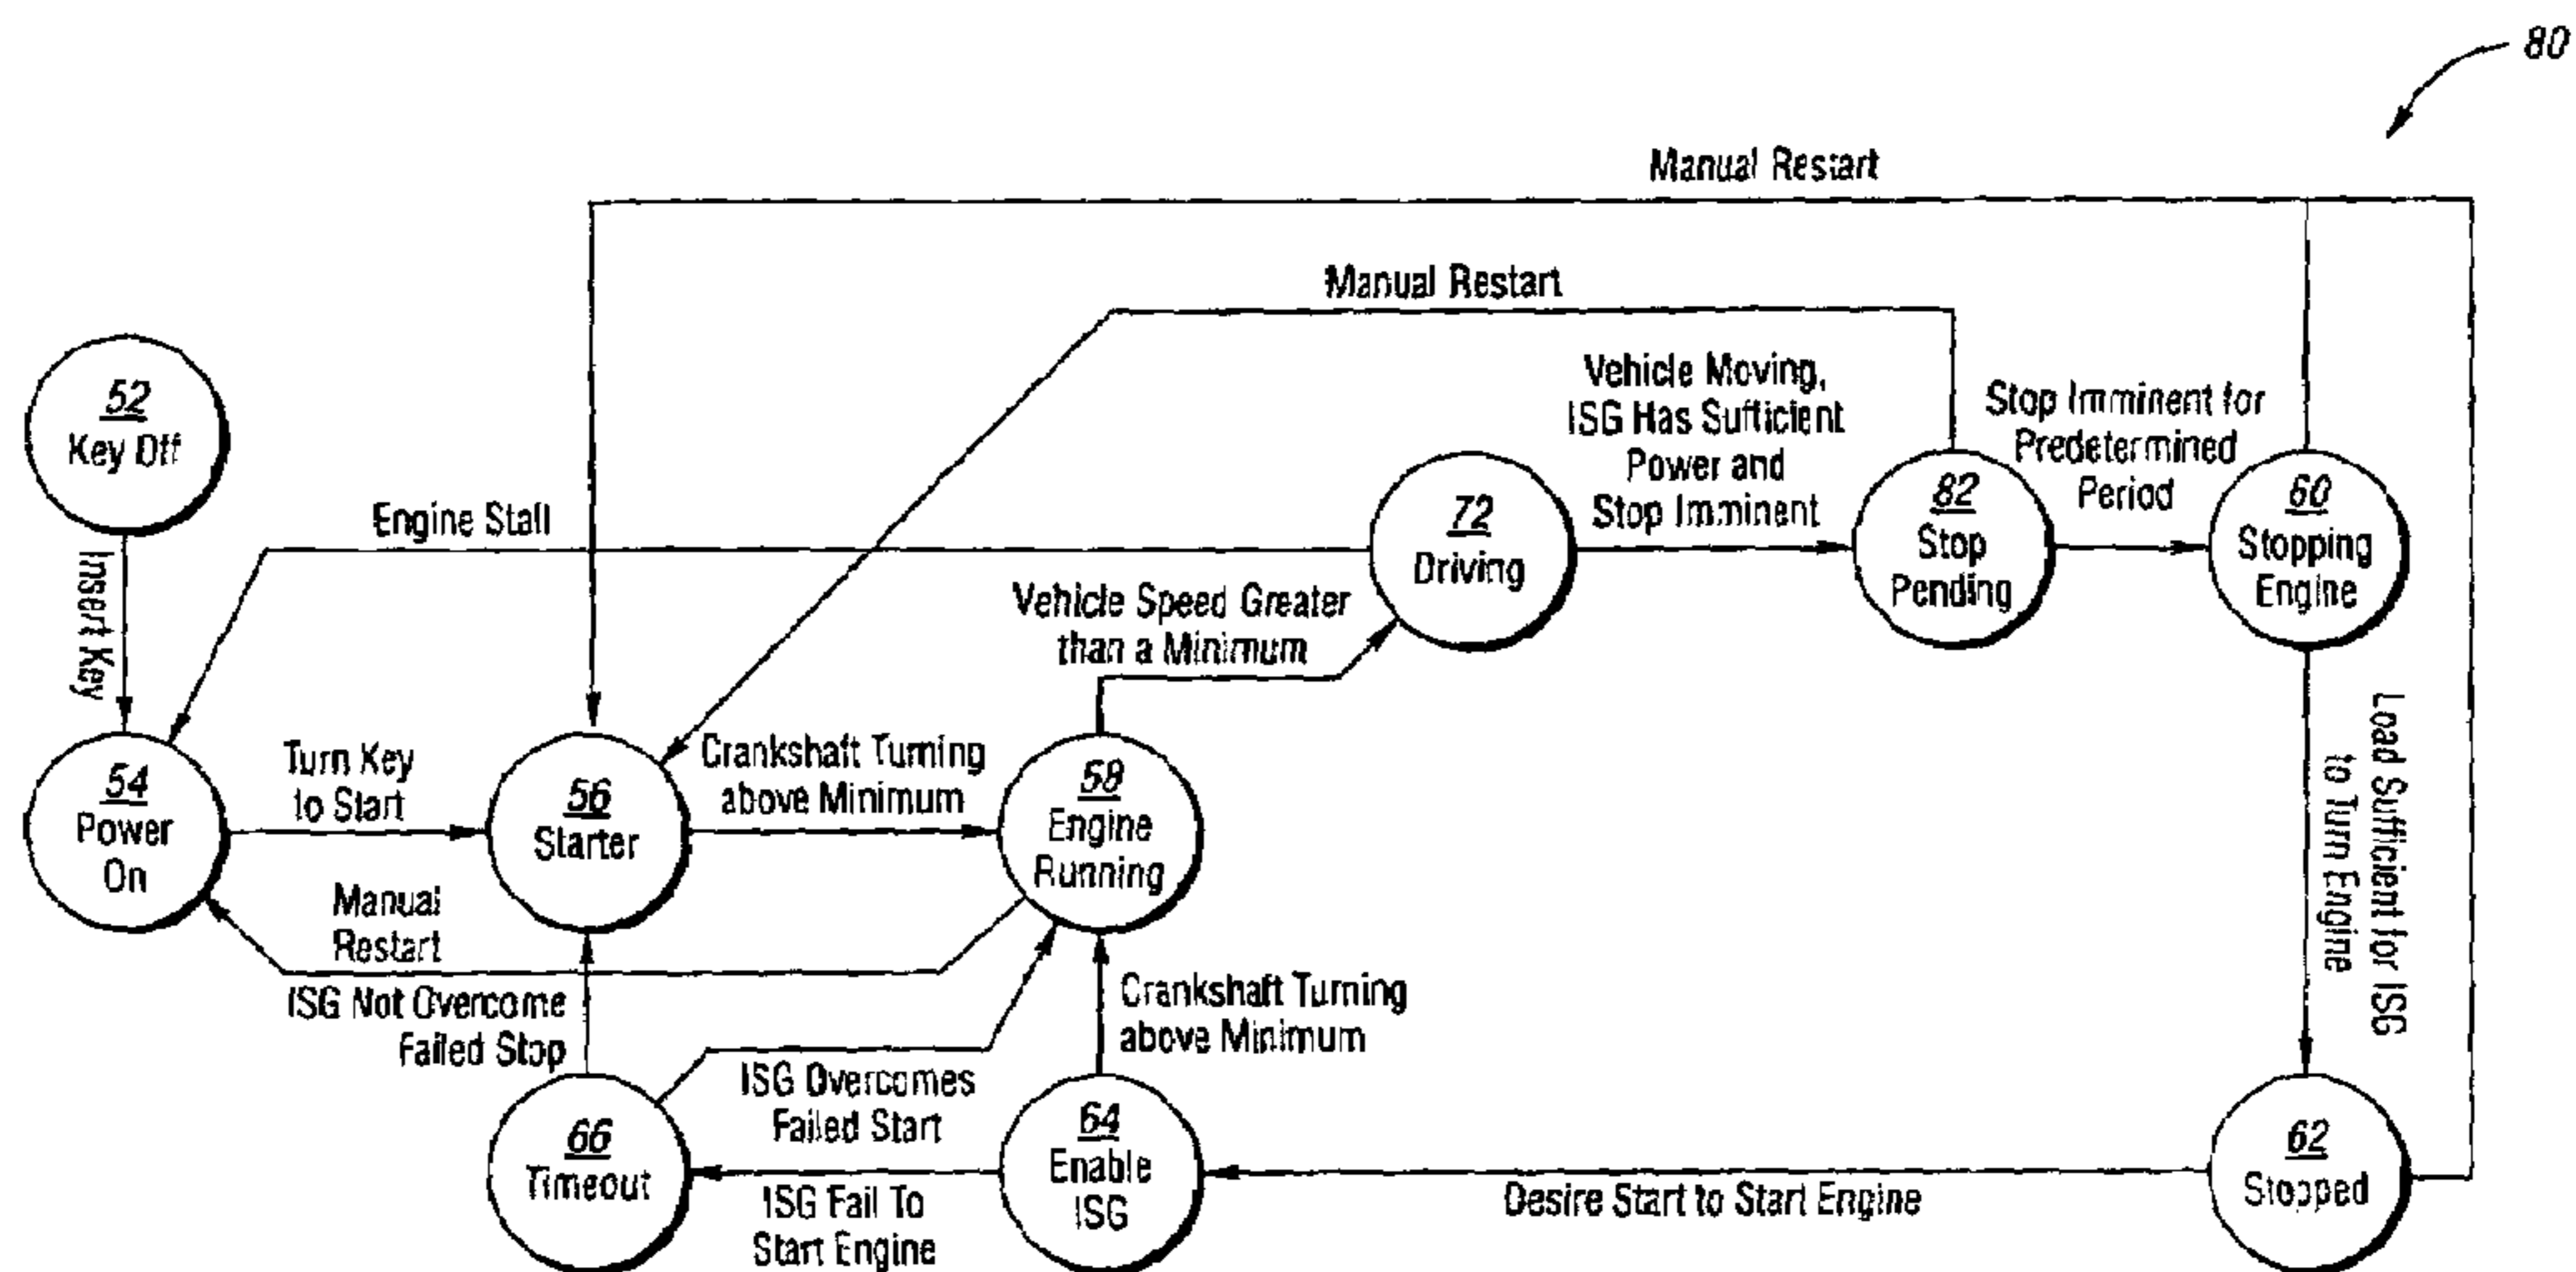 80
Manual Restart
Manual Restart
52
Key Off
Insert Key
Engine Stall
Vehicle Moving,
ISG Has Sufficient
Power and
Stop Imminent
Stop Imminent for
Predetermined
Period
72
Driving
82
Stop
Pending
60
Stopping
Engine
Vehicle Speed Greater
than a Minimum
54
Power
On
Turn Key
to Start
56
Starter
Crankshaft Turning
above Minimum
58
Engine
Running
Load Sufficient for ISG
to Turn Engine
Manual
Restart
ISG Not Overcome
Failed Stop
ISG Overcomes
Failed Start
Crankshaft Turning
above Minimum
66
Timeout
ISG Fail To
Start Engine
64
Enable
ISG
Desire Start to Start Engine
62
Stopped